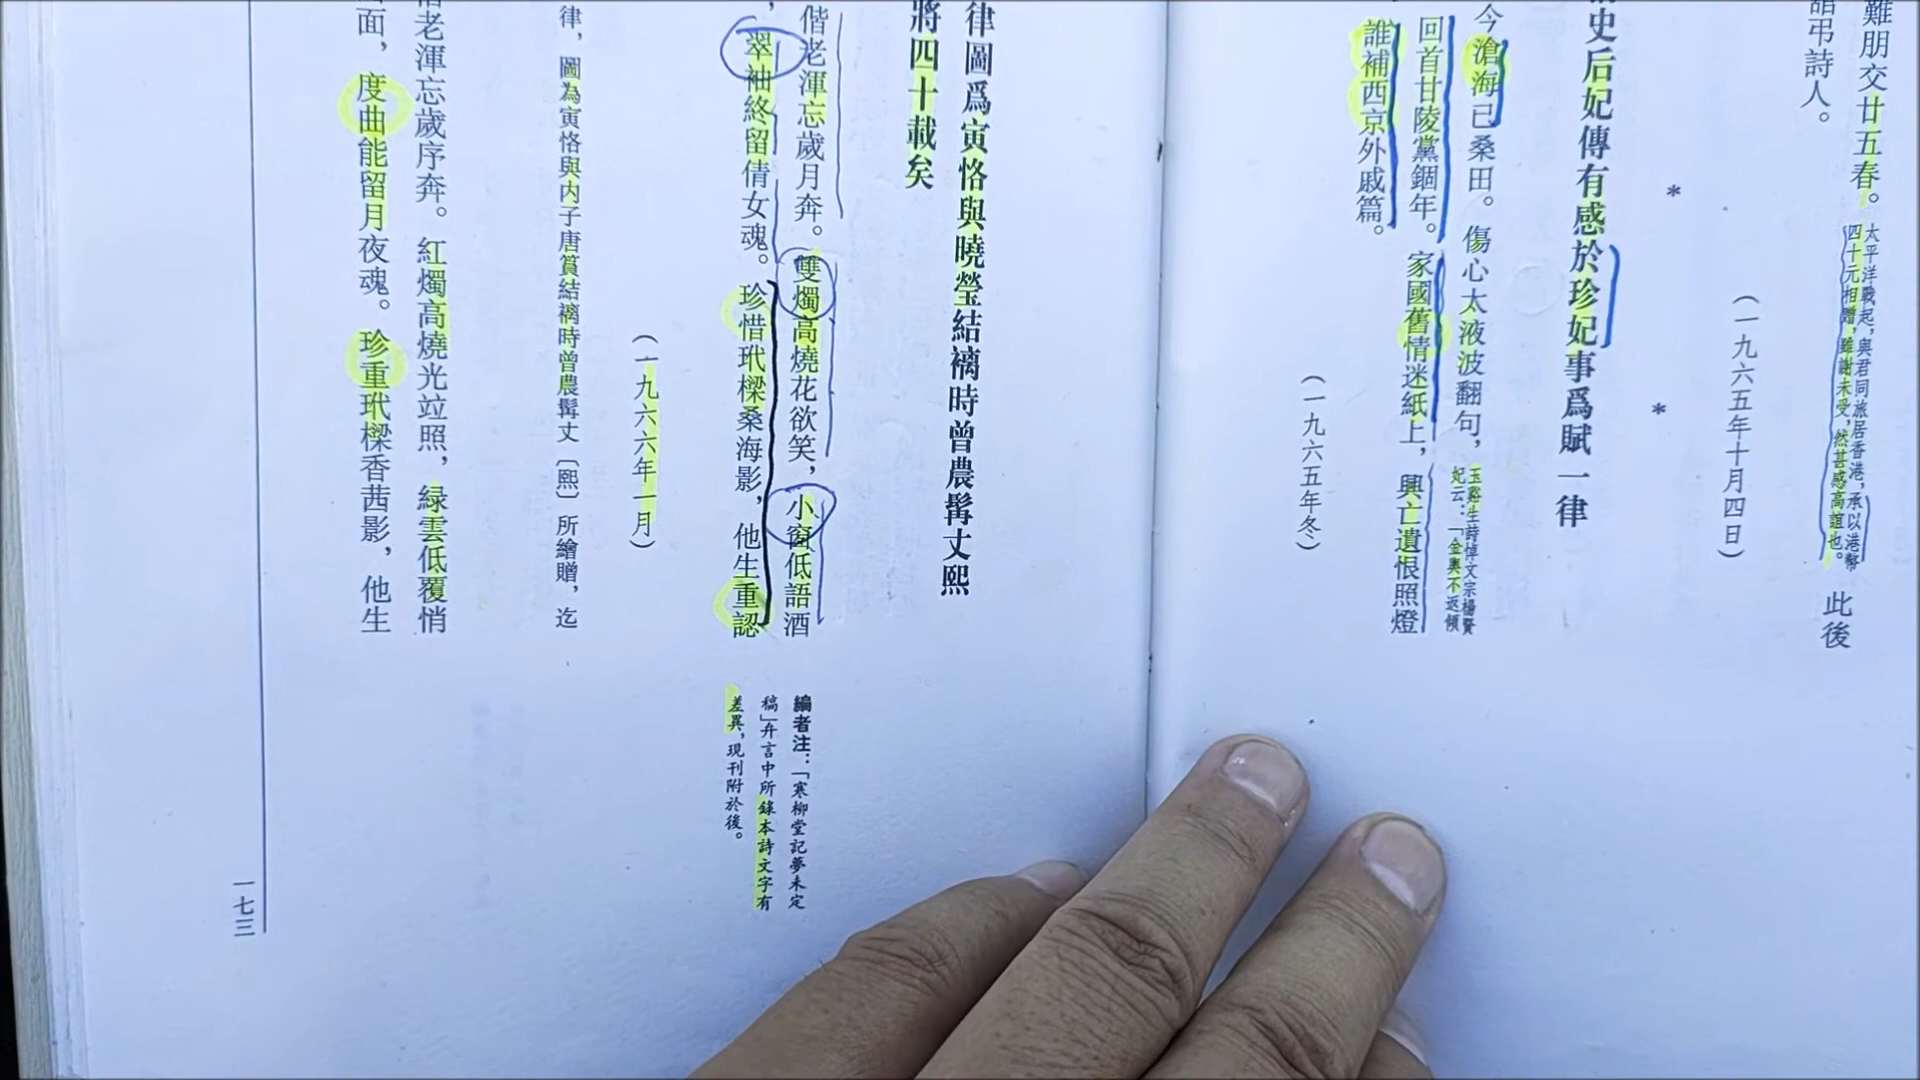 難朋交廿五春。
太平洋戰起，與君同旅居香港，承以港幣
四十元相贈，雖謝未受，然甚感高誼也。
此後
弔詩人。
（一九六五年十月四日）
＊
＊
史后妃傳有感於珍妃事爲賦一律
今滄海已桑田。傷心太液波翻句，
玉谿生詩悼文宗楊賢
妃云：「金輿不返傾
回首甘陵黨錮年。家國舊情迷紙上，興亡遺恨照燈
誰補西京外戚篇。
（一九六五年冬）
律圖爲寅恪與曉瑩結褵時曾農髯丈熙
將四十載矣
偕老渾忘歲月奔。雙燭高燒花欲笑，小窗低語酒
，翠袖終留倩女魂。珍惜玳樑桑海影，他生重認
（一九六六年一月）
編者注：「寒柳堂記夢未定
稿」弁言中所錄本詩文字有
差異，現刊附於後。
律，圖為寅恪與内子唐篔結褵時曾農髯丈〔熙〕所繪贈，迄
老渾忘歲序奔。紅燭高燒光竝照，綠雲低覆悄
面，度曲能留月夜魂。珍重玳樑香茜影，他生
一七三